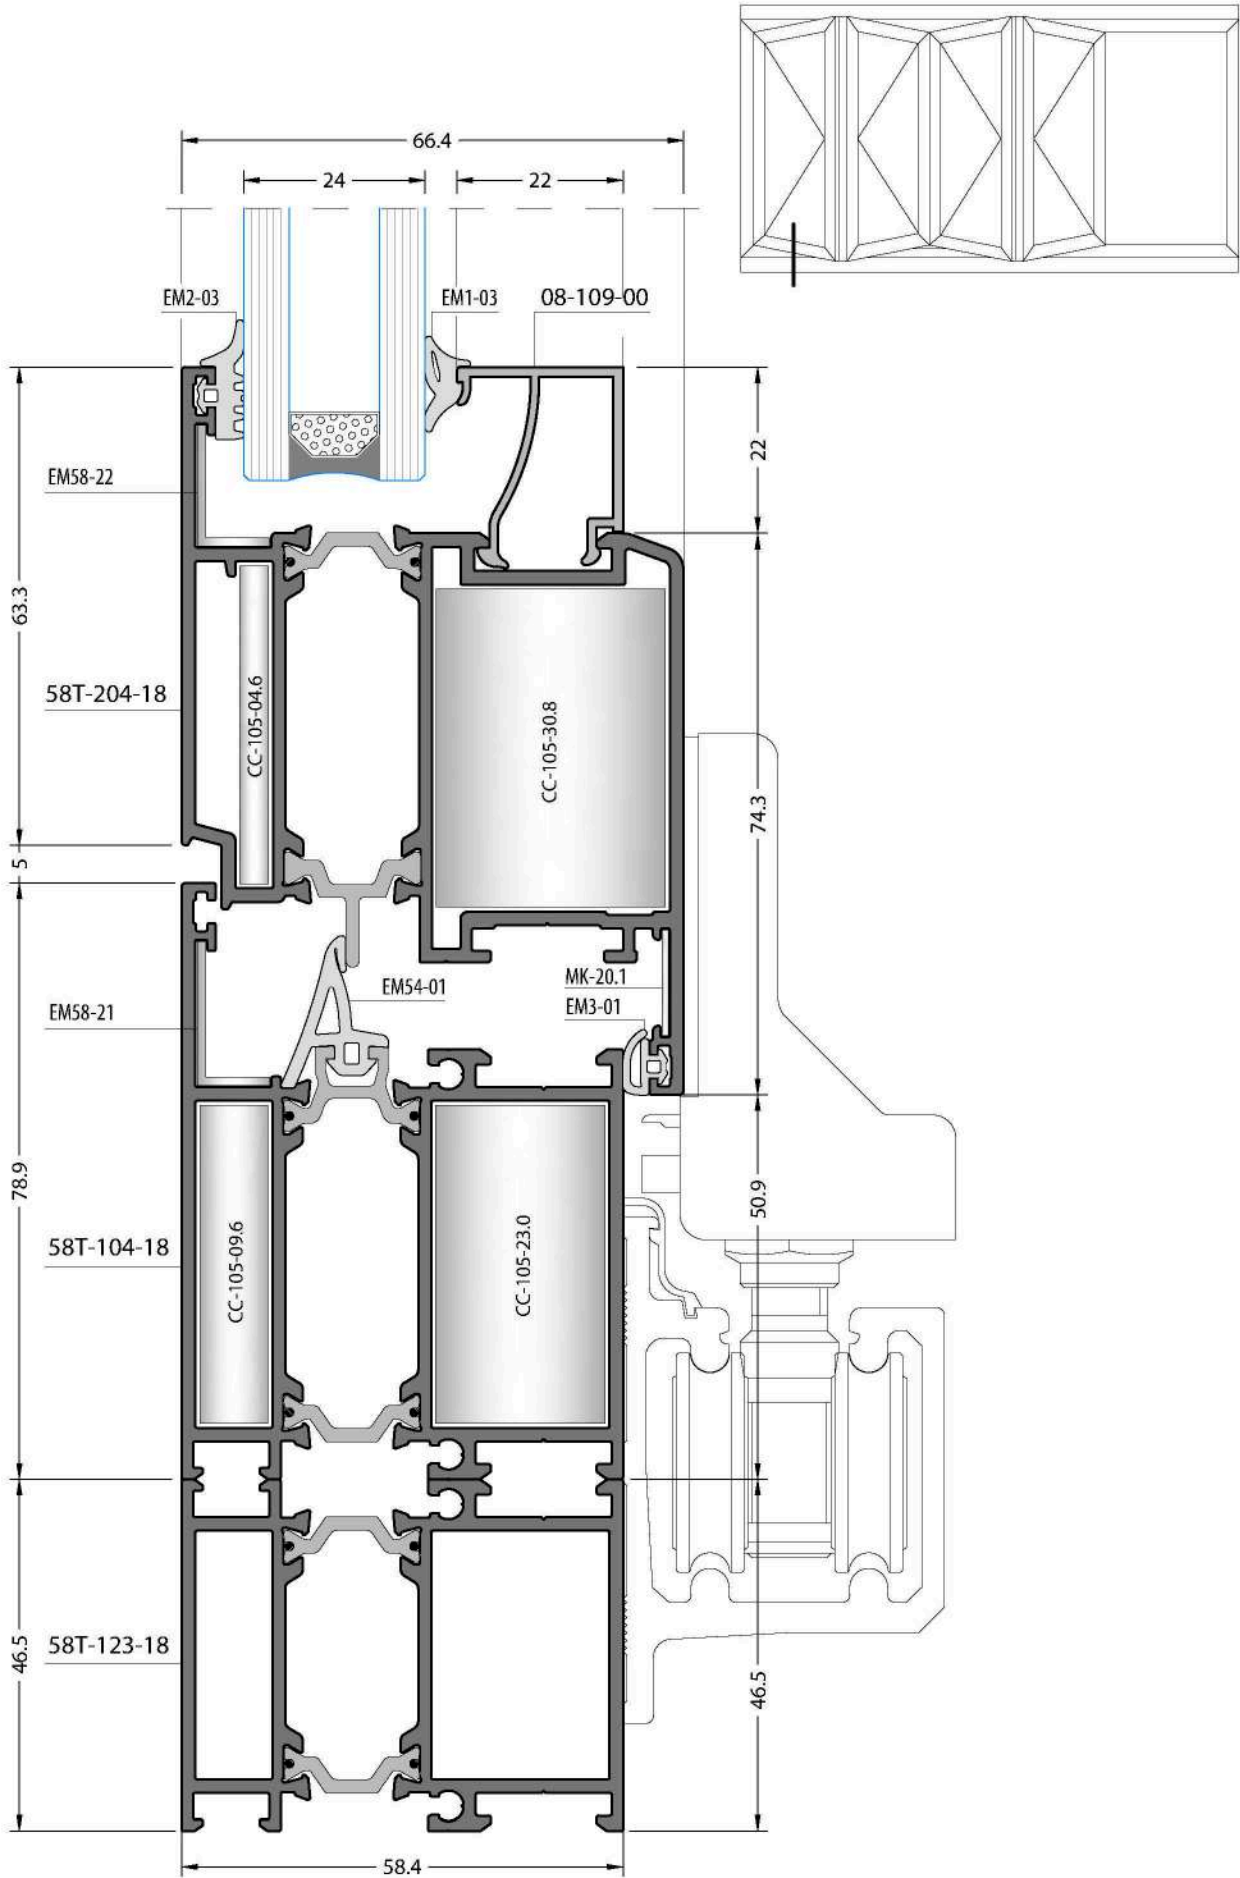 66.4
24
22
EM2-03
EM1-03
08-109-00
22
EM58-22
63.3
58T-204-18
CC-105-04.6
CC-105-30.8
74.3
5
EM54-01
MK-20.1
EM3-01
EM58-21
78.9
50.9
58T-104-18
CC-105-09.6
CC-105-23.0
46.5
58T-123-18
46.5
58.4